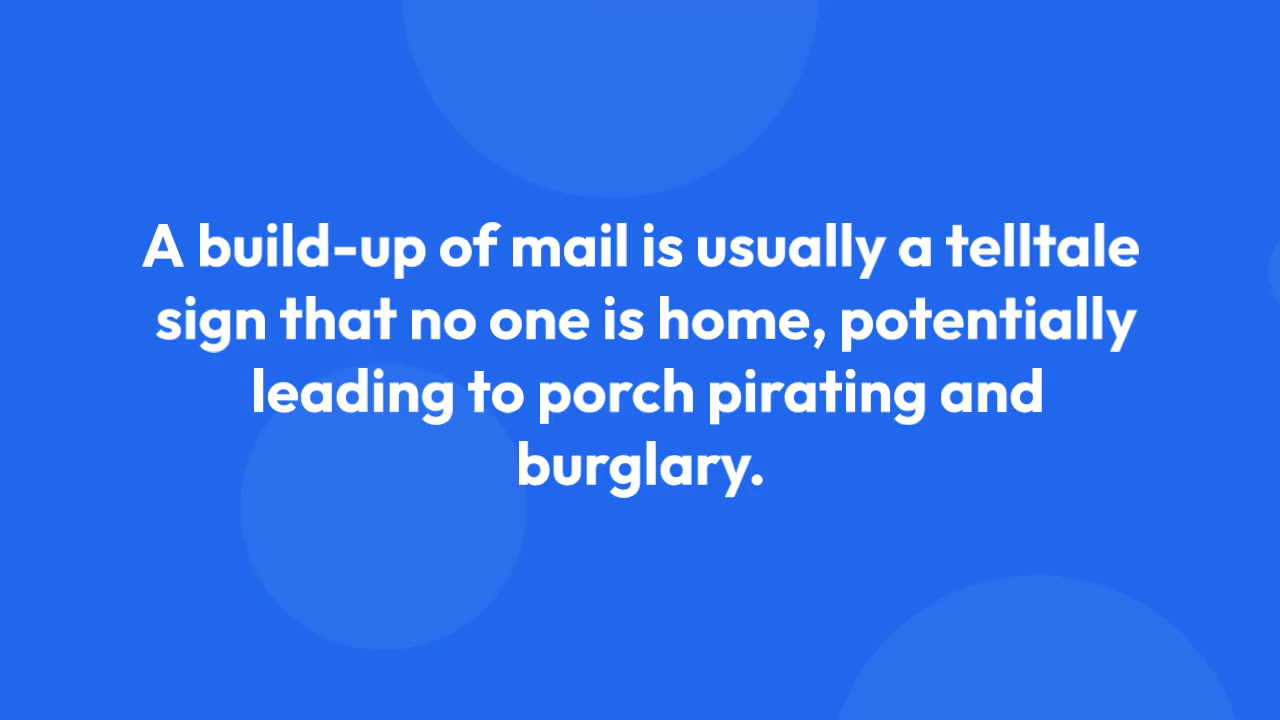 A build-up of mail is usually a telltale
sign that no one is home, potentially
leading to porch pirating and
burglary.